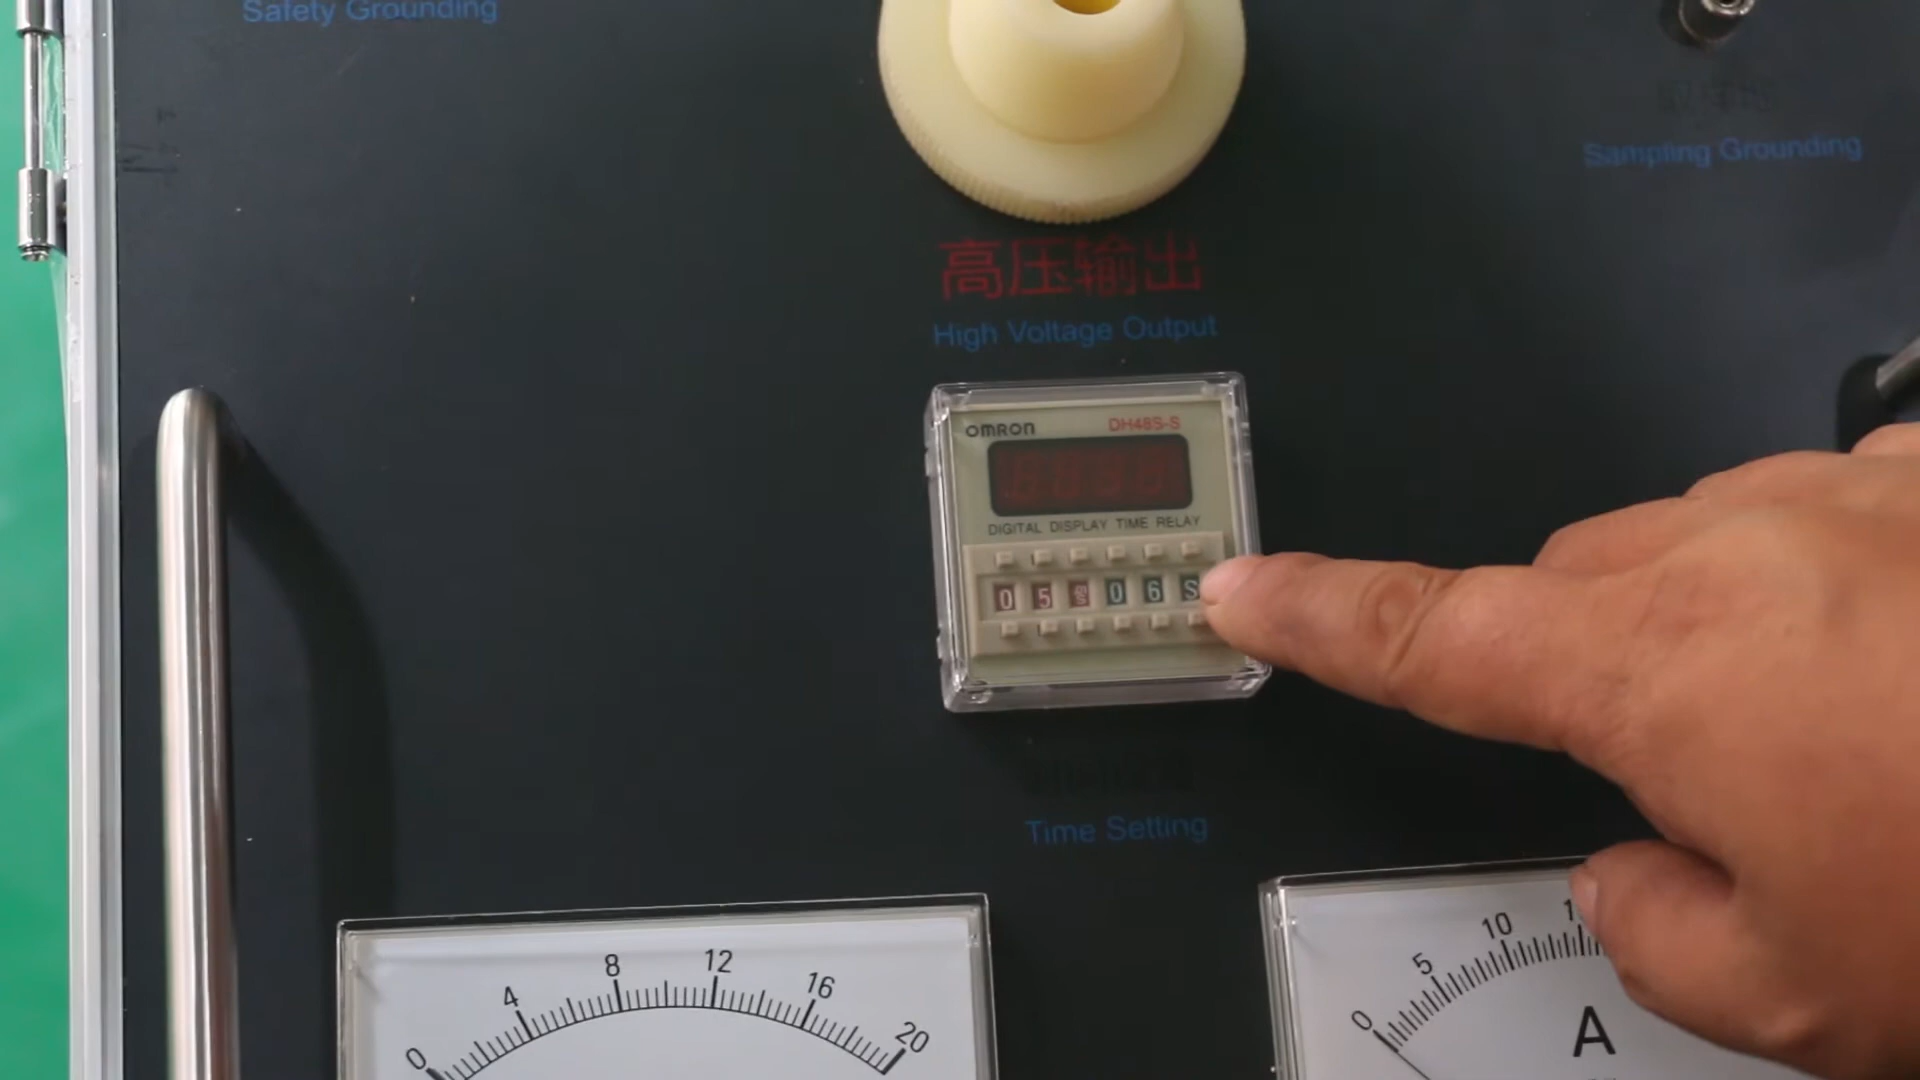 Safety Grounding
Sampling Grounding
高压输出
High Voltage Output
OMRON DH48S-S
DIGITAL DISPLAY TIME RELAY
0 5 0 6 S
Time Setting
0 4 8 12 16 20
0 5 10
A